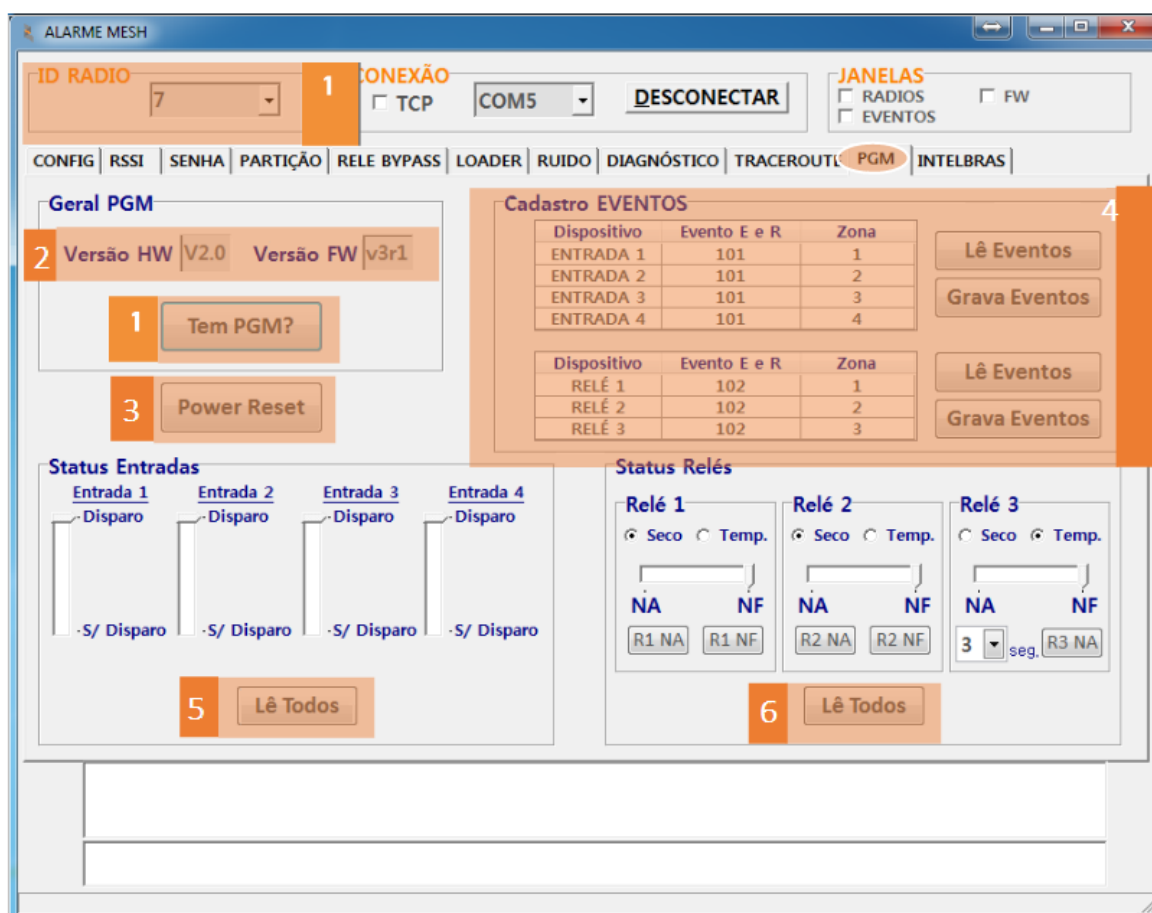 ALARME MESH
ID RADIO
7
1
CONEXÃO
TCP
COM5
DESCONECTAR
JANELAS
RADIOS
FW
EVENTOS
CONFIG RSSI SENHA PARTIÇÃO RELE BYPASS LOADER RUIDO DIAGNÓSTICO TRACEROUTE PGM INTELBRAS
Geral PGM
2
Versão HW V2.0 Versão FW v3r1
1
Tem PGM?
3
Power Reset
Cadastro EVENTOS
4
Dispositivo Evento E e R Zona
ENTRADA 1 101 1
ENTRADA 2 101 2
ENTRADA 3 101 3
ENTRADA 4 101 4
Lê Eventos
Grava Eventos
Dispositivo Evento E e R Zona
RELÉ 1 102 1
RELÉ 2 102 2
RELÉ 3 102 3
Lê Eventos
Grava Eventos
Status Entradas
Entrada 1 Entrada 2 Entrada 3 Entrada 4
Disparo Disparo Disparo Disparo
S/ Disparo S/ Disparo S/ Disparo S/ Disparo
5
Lê Todos
Status Relés
Relé 1
Seco Temp.
NA NF
R1 NA R1 NF
Relé 2
Seco Temp.
NA NF
R2 NA R2 NF
Relé 3
Seco Temp.
NA NF
3 seg. R3 NA
6
Lê Todos